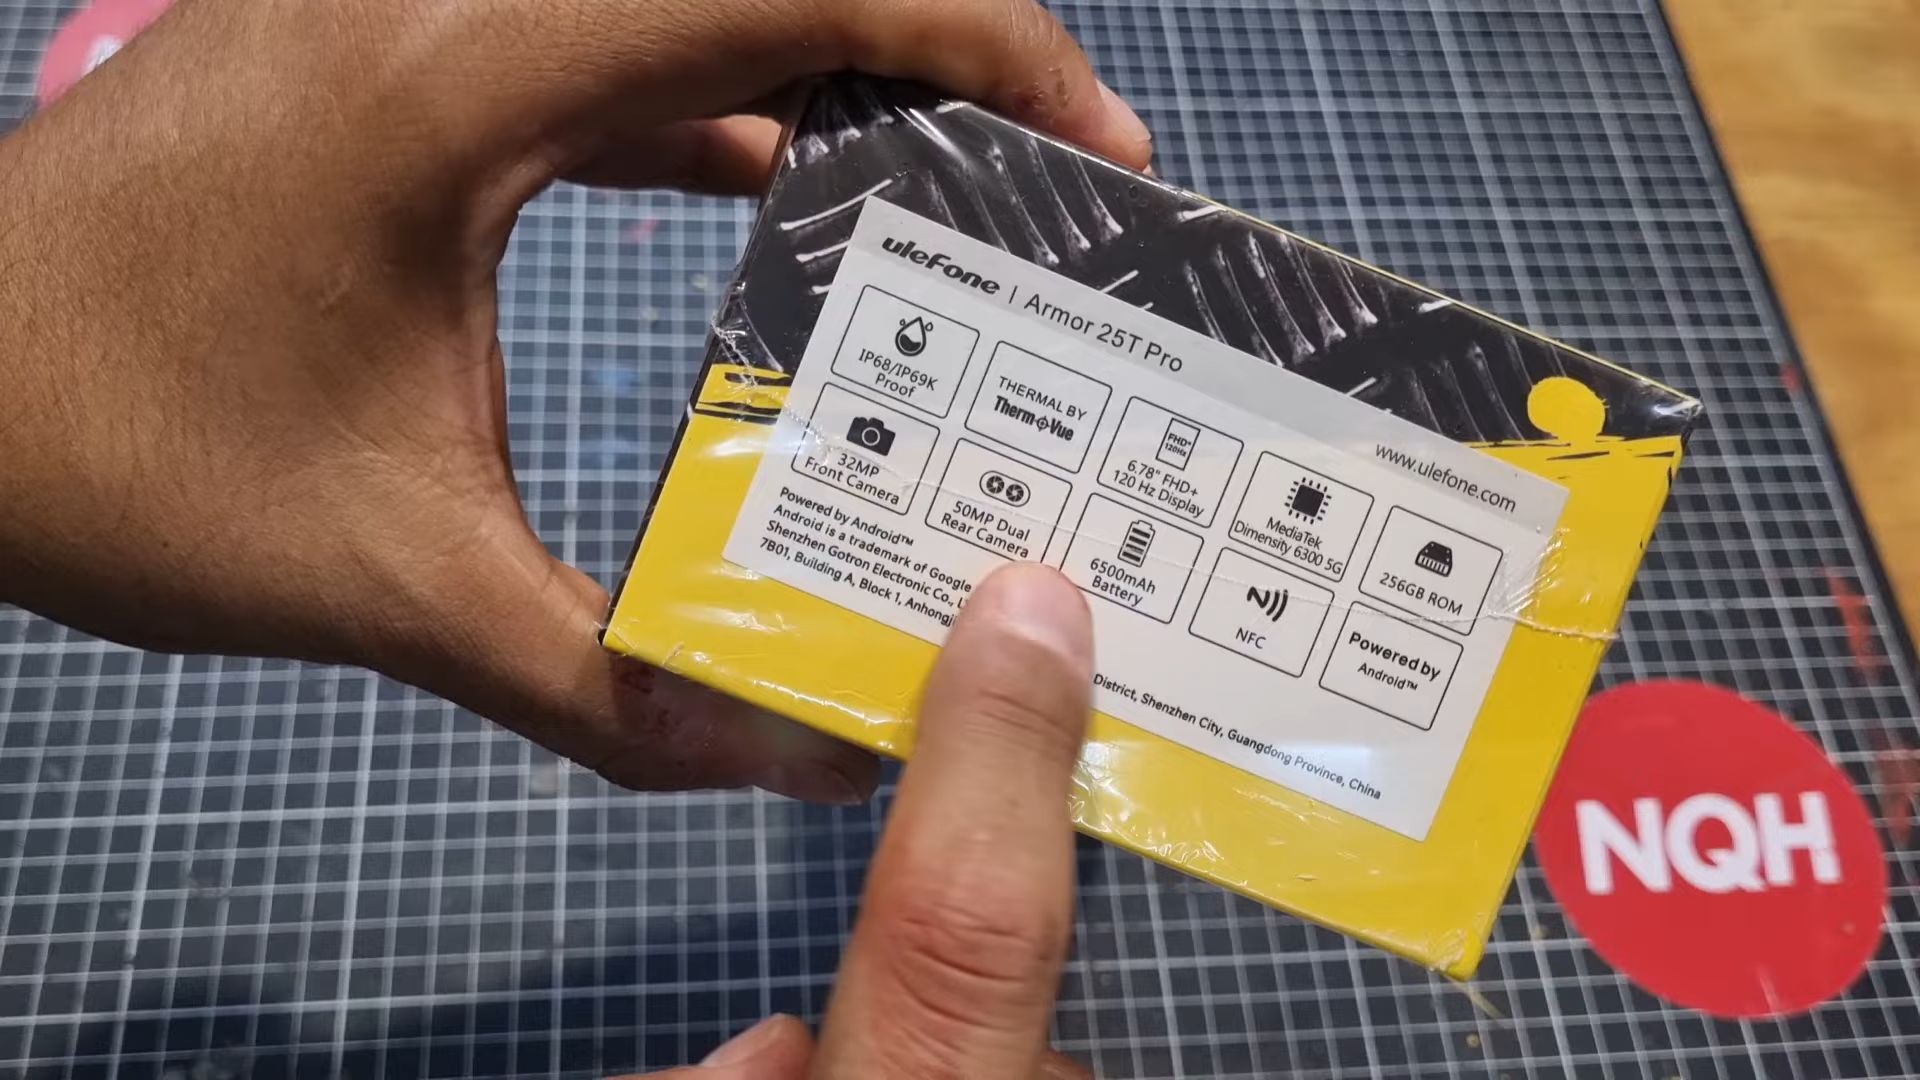 uleFone | Armor 25T Pro
www.ulefone.com
IP68/IP69K
Proof
THERMAL BY
ThermoVue
FHD+
120Hz
6.78" FHD+
120 Hz Display
MediaTek
Dimensity 6300 5G
256GB ROM
32MP
Front Camera
50MP Dual
Rear Camera
6500mAh
Battery
NFC
Powered by
Android™
Powered by Android™
Android is a trademark of Google
Shenzhen Gotron Electronic Co.,
7B01, Building A, Block 1, District, Shenzhen City, Guangdong Province, China
NQH